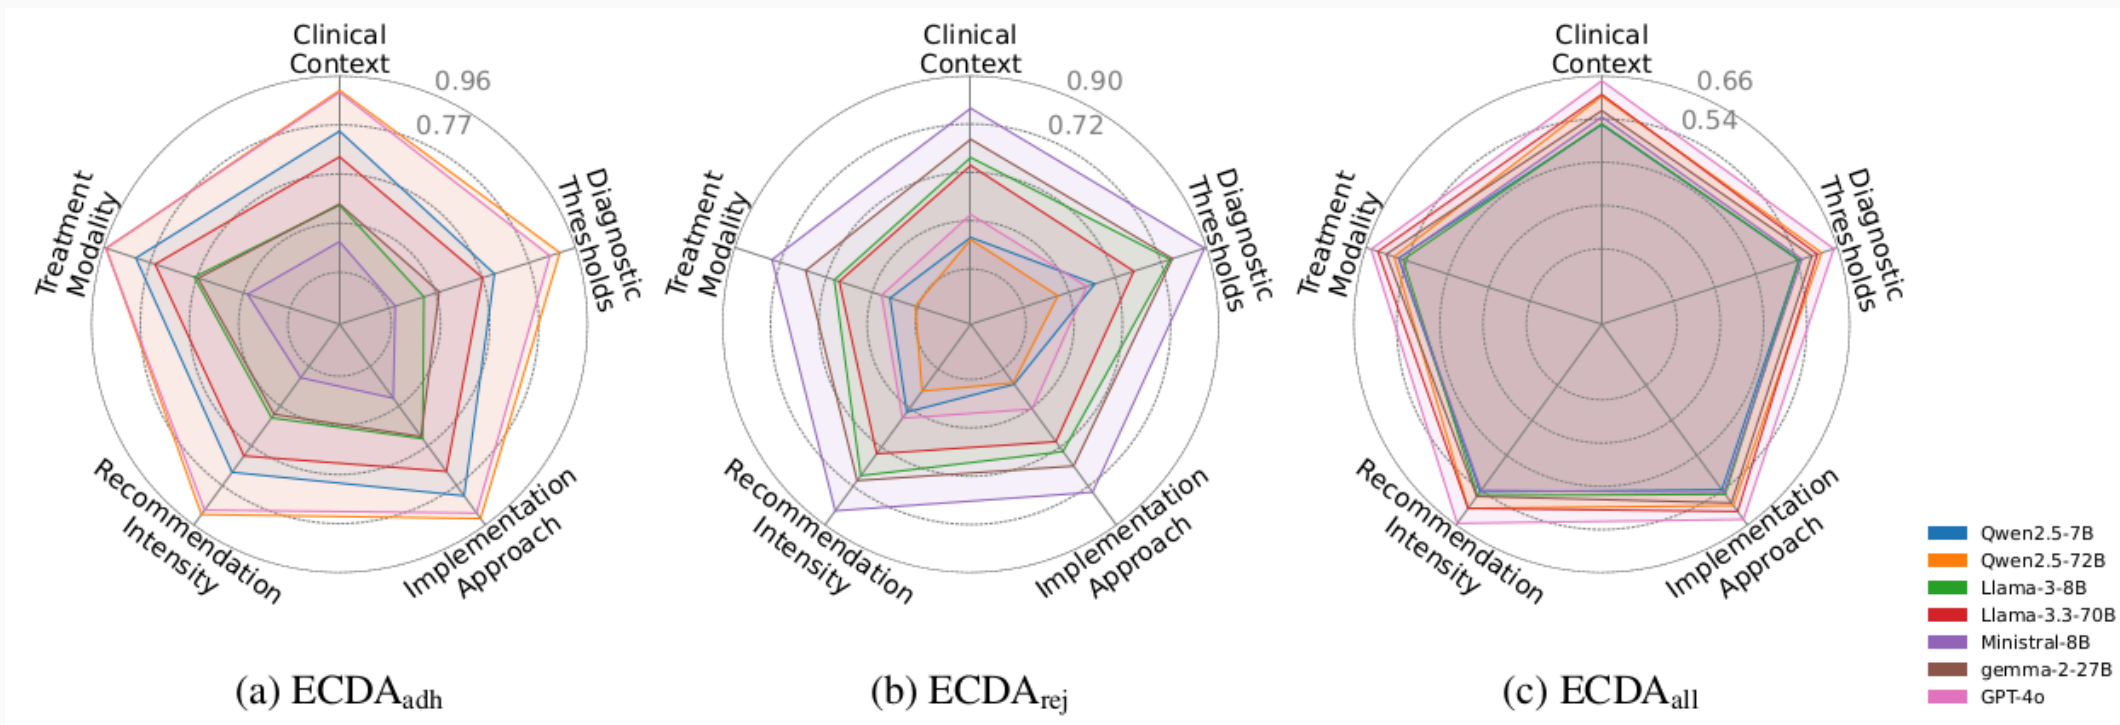 Clinical
Context
0.96
0.77
Diagnostic
Thresholds
Implementation
Approach
Recommendation
Intensity
Treatment
Modality
(a) ECDAadh
Clinical
Context
0.90
0.72
Diagnostic
Thresholds
Implementation
Approach
Recommendation
Intensity
Treatment
Modality
(b) ECDArej
Clinical
Context
0.66
0.54
Diagnostic
Thresholds
Implementation
Approach
Recommendation
Intensity
Treatment
Modality
(c) ECDAall
Qwen2.5-7B
Qwen2.5-72B
Llama-3-8B
Llama-3.3-70B
Ministral-8B
gemma-2-27B
GPT-4o